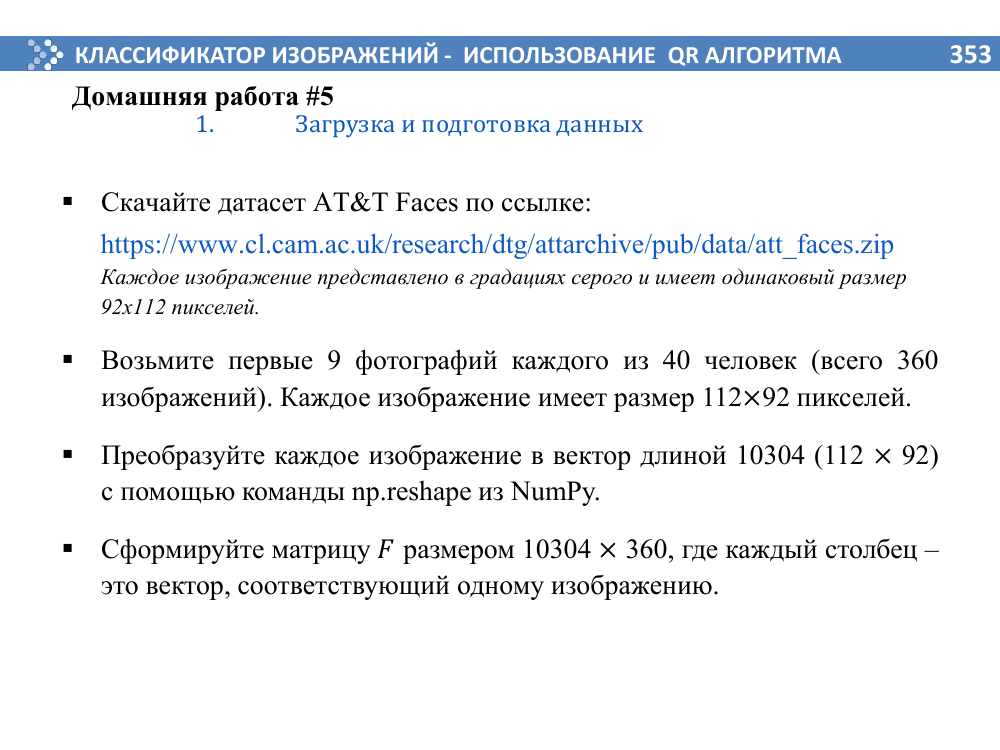 КЛАССИФИКАТОР ИЗОБРАЖЕНИЙ - ИСПОЛЬЗОВАНИЕ QR АЛГОРИТМА 353
Домашняя работа #5
1. Загрузка и подготовка данных
▪ Скачайте датасет AT&T Faces по ссылке:
https://www.cl.cam.ac.uk/research/dtg/attarchive/pub/data/att_faces.zip
Каждое изображение представлено в градациях серого и имеет одинаковый размер
92x112 пикселей.
▪ Возьмите первые 9 фотографий каждого из 40 человек (всего 360
изображений). Каждое изображение имеет размер 112×92 пикселей.
▪ Преобразуйте каждое изображение в вектор длиной 10304 (112 × 92)
с помощью команды np.reshape из NumPy.
▪ Сформируйте матрицу F размером 10304 × 360, где каждый столбец –
это вектор, соответствующий одному изображению.